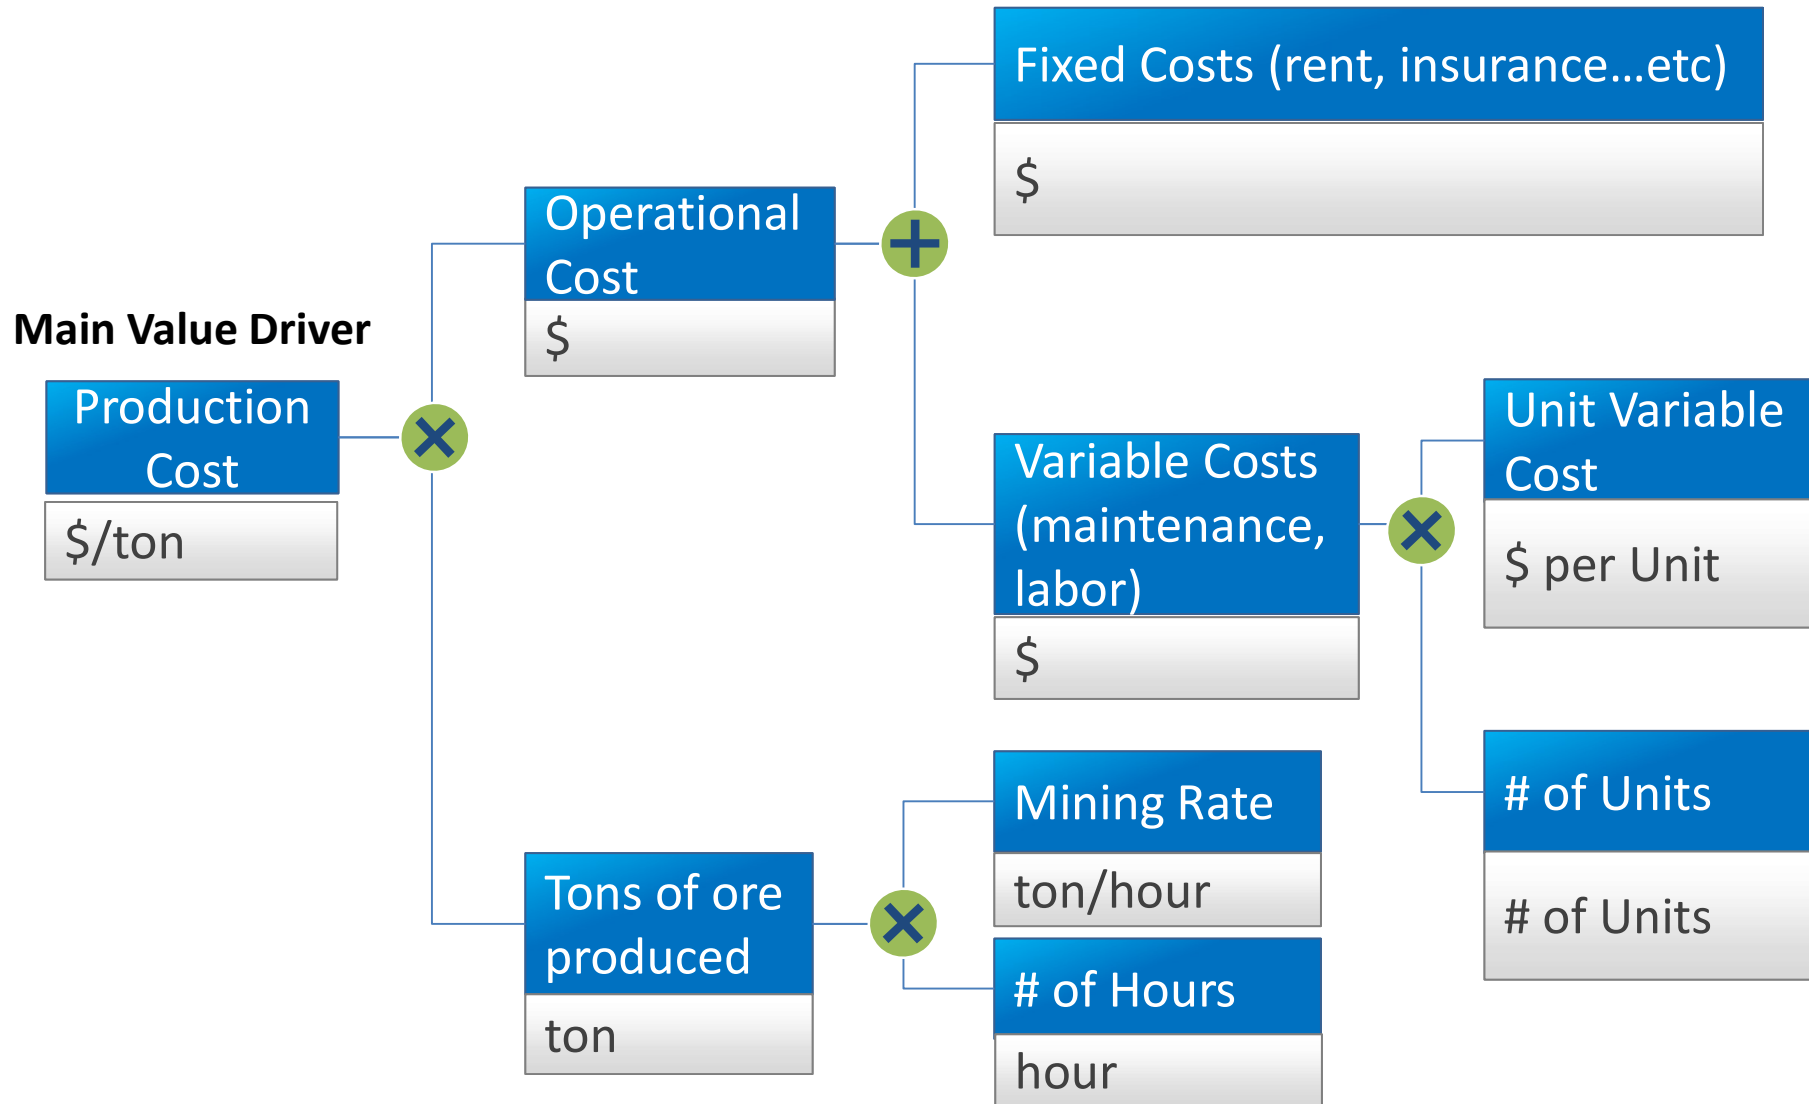 Main Value Driver
Production
Cost
$/ton
Operational
Cost
$
Tons of ore
produced
ton
Fixed Costs (rent, insurance...etc)
$
Variable Costs
(maintenance,
labor)
$
Mining Rate
ton/hour
# of Hours
hour
Unit Variable
Cost
$ per Unit
# of Units
# of Units